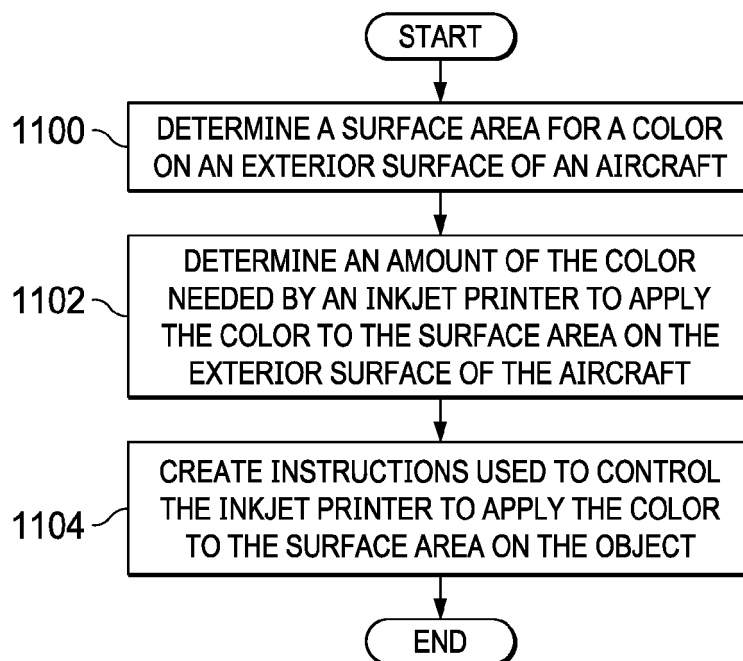 START
1100
DETERMINE A SURFACE AREA FOR A COLOR
ON AN EXTERIOR SURFACE OF AN AIRCRAFT
1102
DETERMINE AN AMOUNT OF THE COLOR
NEEDED BY AN INKJET PRINTER TO APPLY
THE COLOR TO THE SURFACE AREA ON THE
EXTERIOR SURFACE OF THE AIRCRAFT
1104
CREATE INSTRUCTIONS USED TO CONTROL
THE INKJET PRINTER TO APPLY THE COLOR
TO THE SURFACE AREA ON THE OBJECT
END